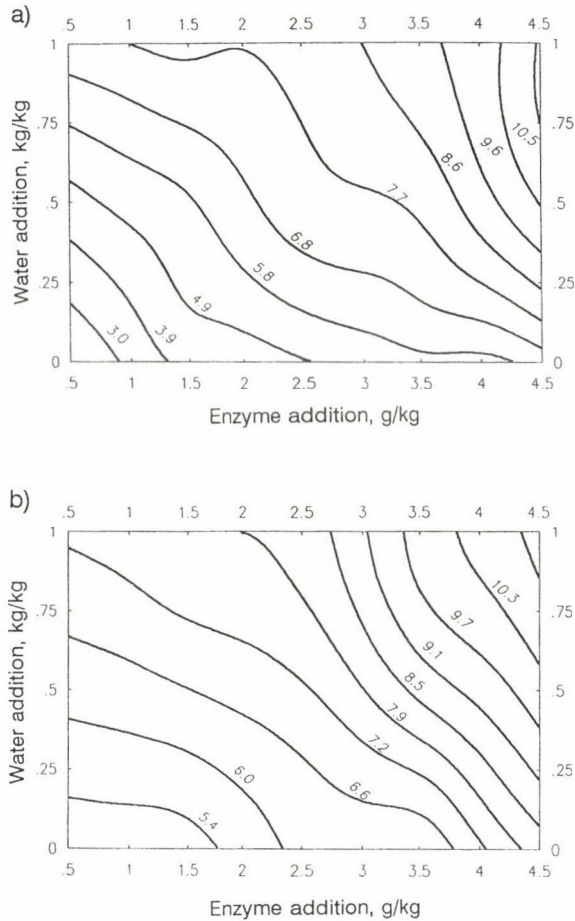 a)
.5 1 1.5 2 2.5 3 3.5 4 4.5
1 1
.75 .75
.5 .5
.25 .25
0 0
Water addition, kg/kg
10.5
9.6
8.6
7.7
6.8
5.8
4.9
3.9
3.0
.5 1 1.5 2 2.5 3 3.5 4 4.5
Enzyme addition, g/kg
b)
.5 1 1.5 2 2.5 3 3.5 4 4.5
1 1
.75 .75
.5 .5
.25 .25
0 0
Water addition, kg/kg
10.3
9.7
9.1
8.5
7.9
7.2
6.6
6.0
5.4
.5 1 1.5 2 2.5 3 3.5 4 4.5
Enzyme addition, g/kg